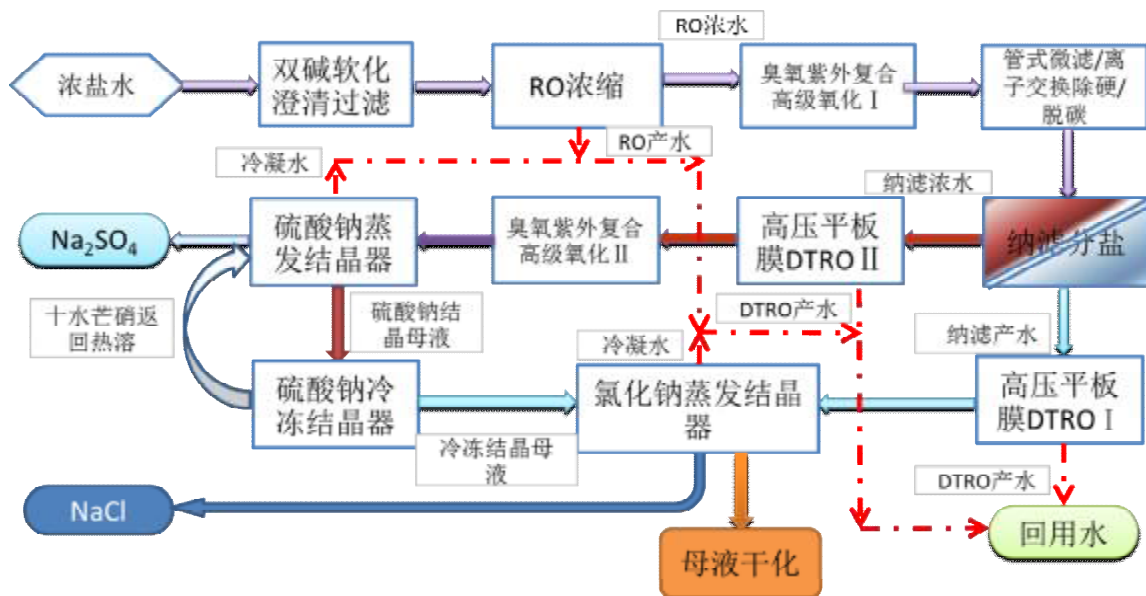 RO浓水
浓盐水
双碱软化
澄清过滤
RO浓缩
臭氧紫外复合
高级氧化Ⅰ
管式微滤/离
子交换除硬/
脱碳
冷凝水
RO产水
纳滤浓水
Na₂SO₄
硫酸钠蒸
发结晶器
臭氧紫外复合
高级氧化Ⅱ
高压平板
膜DTROⅡ
纳滤分盐
十水芒硝返
回热溶
硫酸钠结
晶母液
冷凝水
DTRO产水
纳滤产水
硫酸钠冷
冻结晶器
氯化钠蒸发结晶
器
高压平板
膜DTROⅠ
冷冻结晶母
液
DTRO产水
NaCl
母液干化
回用水